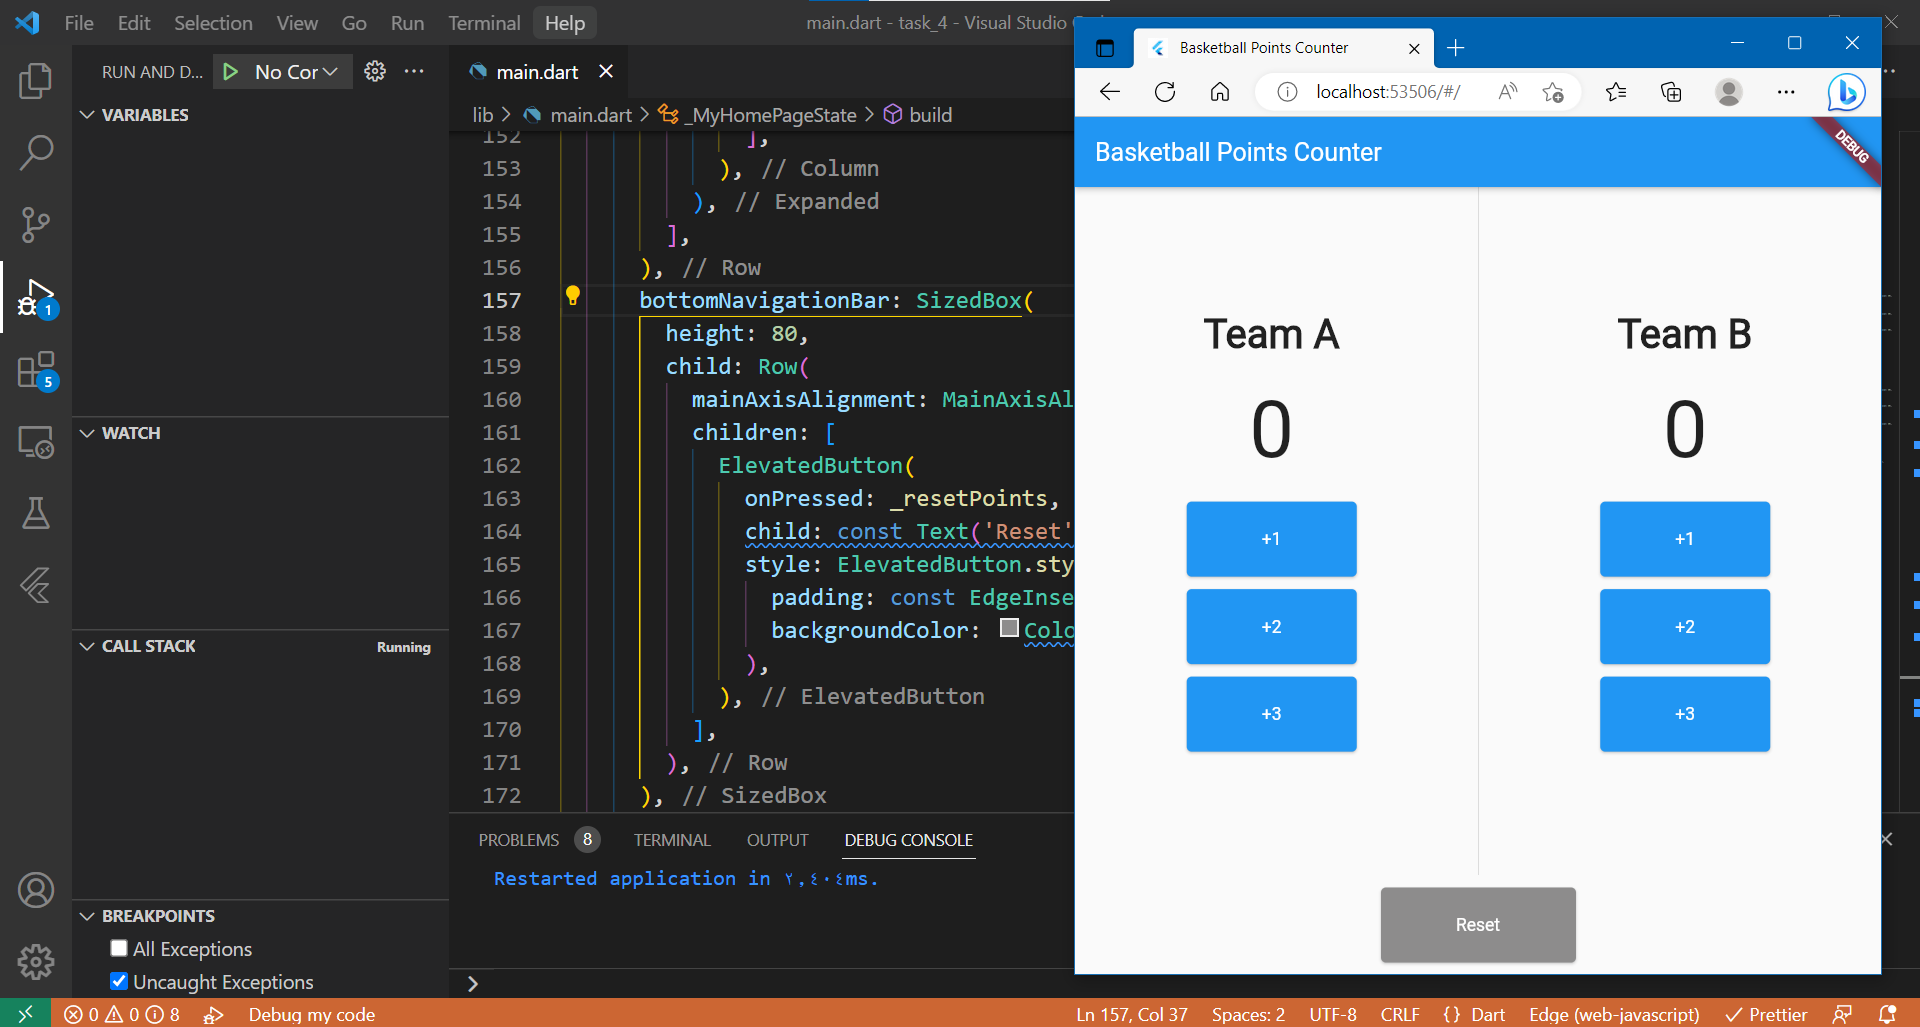 File Edit Selection View Go Run Terminal Help
main.dart - task_4 - Visual Studio
RUN AND D...
No Cor
main.dart
lib > main.dart > _MyHomePageState > build
VARIABLES
WATCH
CALL STACK
Running
BREAKPOINTS
All Exceptions
Uncaught Exceptions
1
5
152 ],
153 ), // Column
154 ), // Expanded
155 ],
156 ), // Row
157 bottomNavigationBar: SizedBox(
158 height: 80,
159 child: Row(
160 mainAxisAlignment: MainAxisAl
161 children: [
162 ElevatedButton(
163 onPressed: _resetPoints,
164 child: const Text('Reset'
165 style: ElevatedButton.sty
166 padding: const EdgeInse
167 backgroundColor: Colo
168 ),
169 ), // ElevatedButton
170 ],
171 ), // Row
172 ), // SizedBox
PROBLEMS 8 TERMINAL OUTPUT DEBUG CONSOLE
Restarted application in ٢,٤٠٤ms.
Basketball Points Counter
localhost:53506/#/
Basketball Points Counter
DEBUG
Team A Team B
0 0
+1 +1
+2 +2
+3 +3
Reset
0 0 8 Debug my code
Ln 157, Col 37 Spaces: 2 UTF-8 CRLF {} Dart Edge (web-javascript) Prettier